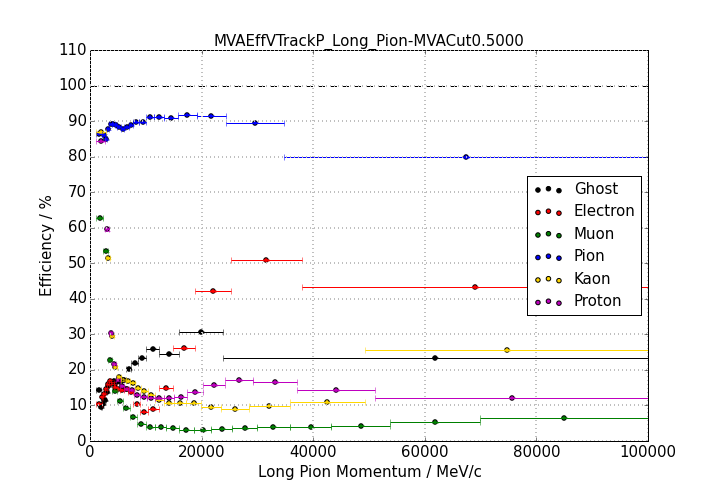 MVAEffVTrackP_Long_Pion-MVACut0.5000
110
100
90
80
70
60
50
40
30
20
10
0
Efficiency / %
Ghost
Electron
Muon
Pion
Kaon
Proton
0 20000 40000 60000 80000 100000
Long Pion Momentum / MeV/c